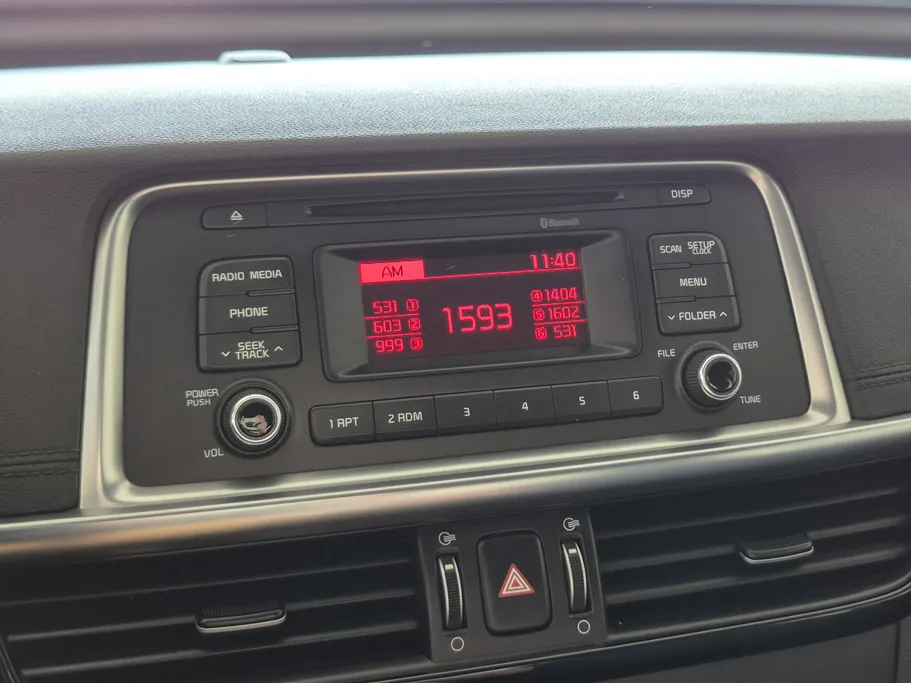 DISP
Bluetooth
RADIO MEDIA
PHONE
SEEK
TRACK
AM 11:40
531 1
603 2
999 3
1593
4 1404
5 1602
6 531
SCAN SETUP
CLOCK
MENU
FOLDER
POWER
PUSH
VOL
1 RPT 2 RDM 3 4 5 6
FILE ENTER
TUNE